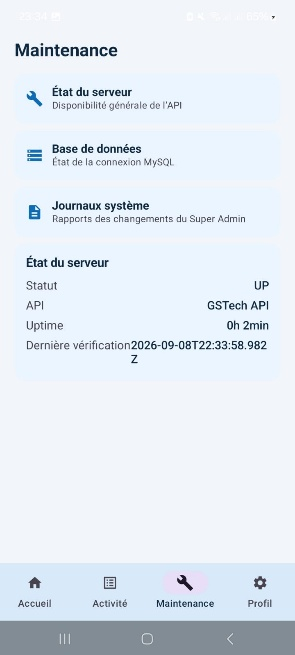 Maintenance
État du serveur
Disponibilité générale de l'API
Base de données
État de la connexion MySQL
Journaux système
Rapports des changements du Super Admin
État du serveur
Statut UP
API GSTech API
Uptime 0h 2min
Dernière vérification 2026-09-08T22:33:58.982
Z
Accueil Activité Maintenance Profil